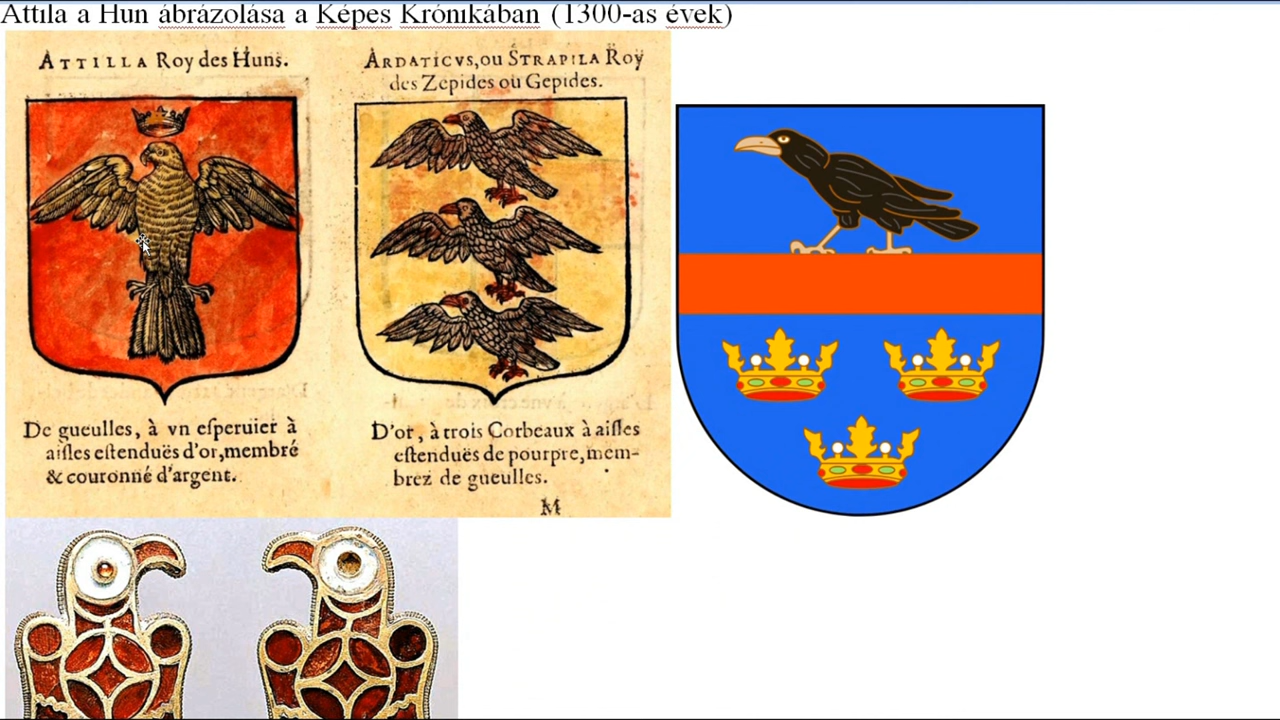 Attila a Hun ábrázolása a Képes Krónikában (1300-as évek)
ATTILLA Roy des Huns.
De gueulles, à vn eſperuier à
aiſles eſtenduës d'or,membré
& couronné d'argent.
ARDATICVS,ou STRAPILA Roy
des Zepides ou Gepides.
D'or, à trois Corbeaux à aiſles
eſtenduës de pourpre,mem-
brez de gueulles.
M